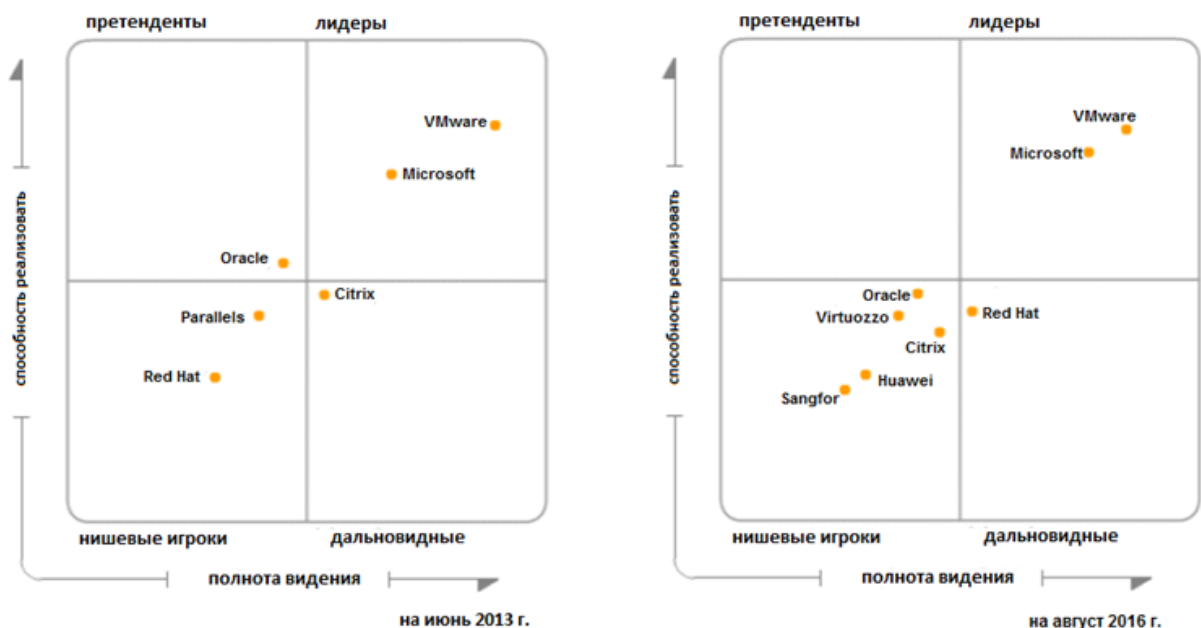 претенденты
лидеры
VMware
Microsoft
Oracle
Citrix
Parallels
Red Hat
способность реализовать
нишевые игроки
дальновидные
полнота видения
на июнь 2013 г.
претенденты
лидеры
VMware
Microsoft
Oracle
Virtuozzo
Red Hat
Citrix
Huawei
Sangfor
способность реализовать
нишевые игроки
дальновидные
полнота видения
на август 2016 г.